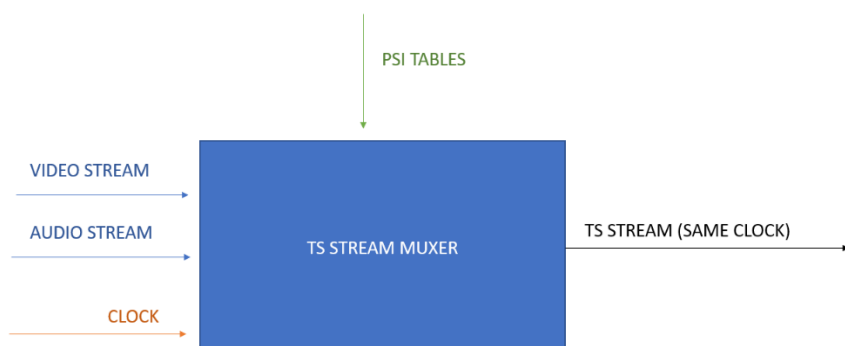 PSI TABLES
VIDEO STREAM
AUDIO STREAM
TS STREAM (SAME CLOCK)
TS STREAM MUXER
CLOCK